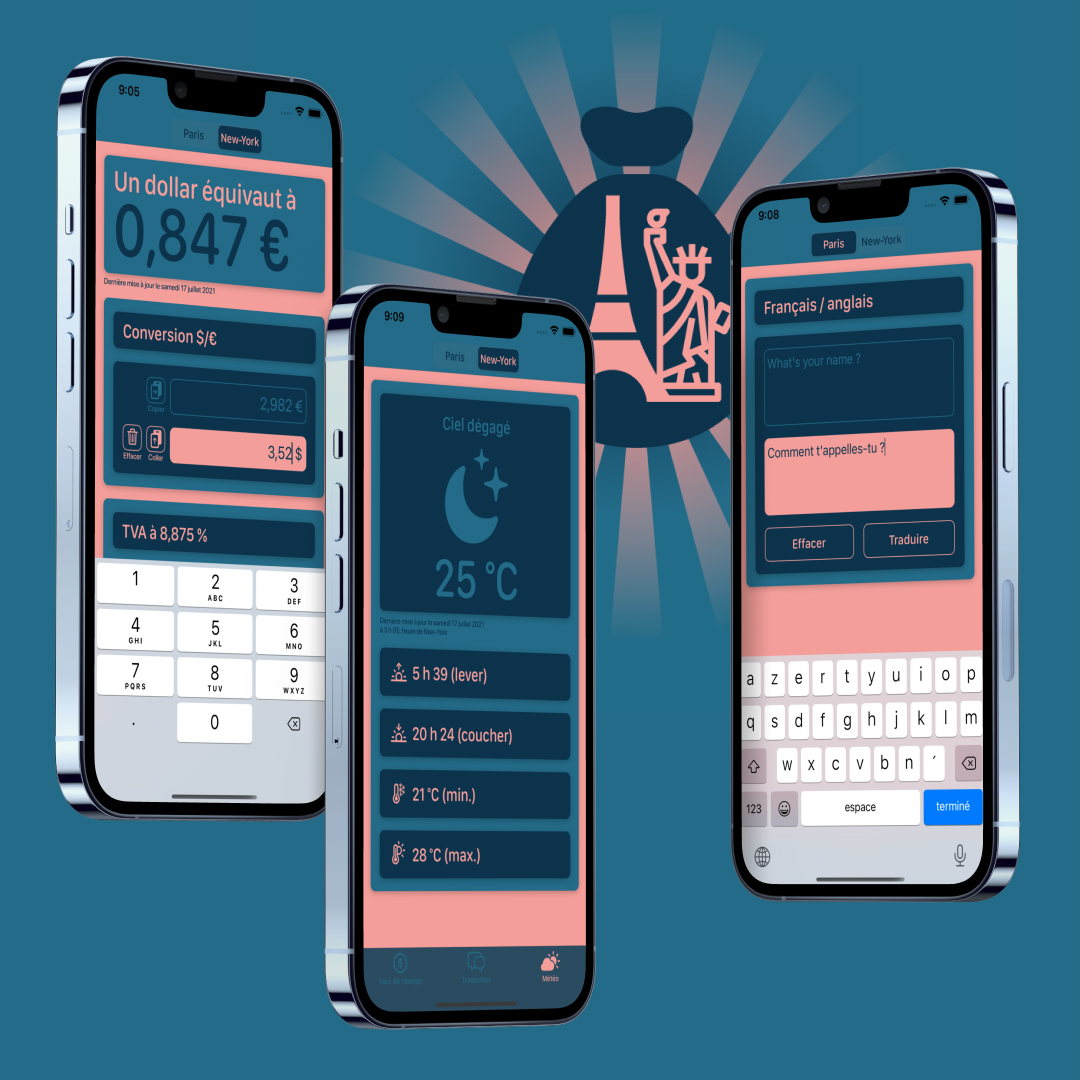 9:05
Paris New-York
Un dollar équivaut à
0,847 €
Dernière mise à jour le samedi 17 juillet 2021
Conversion $/€
Copier
2,982 €
Effacer Coller
3,52 $
TVA à 8,875 %
1 2 3
ABC DEF
4 5 6
GHI JKL MNO
7 8 9
PQRS TUV WXYZ
. 0
9:09
Paris New-York
Ciel dégagé
25 °C
Dernière mise à jour le samedi 17 juillet 2021
à 3 h 05, heure de New-York
5 h 39 (lever)
20 h 24 (coucher)
21 °C (min.)
28 °C (max.)
Taux de change Traduction Météo
9:08
Paris New-York
Français / anglais
What's your name ?
Comment t'appelles-tu ?
Effacer Traduire
a z e r t y u i o p
q s d f g h j k l m
w x c v b n ´
123 espace terminé